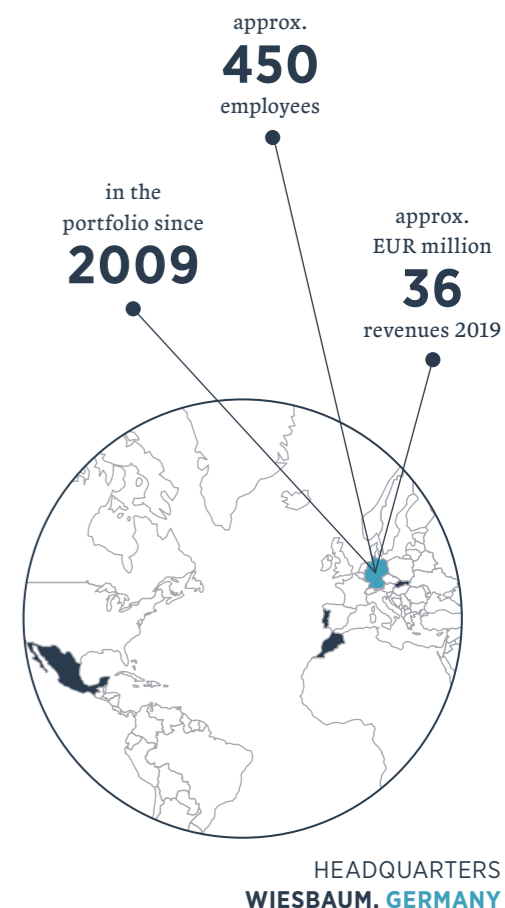 approx.
450
employees
in the
portfolio since
2009
approx.
EUR million
36
revenues 2019
HEADQUARTERS
WIESBAUM, GERMANY